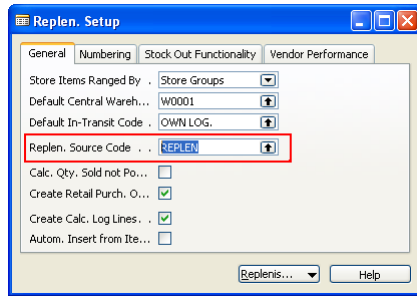 Replen. Setup
General Numbering Stock Out Functionality Vendor Performance
Store Items Ranged By . Store Groups
Default Central Wareh... W0001
Default In-Transit Code . OWN LOG.
Replen. Source Code . . REPLEN
Calc. Qty. Sold not Po...
Create Retail Purch. O...
Create Calc. Log Lines. .
Autom. Insert from Ite...
Replenis... Help